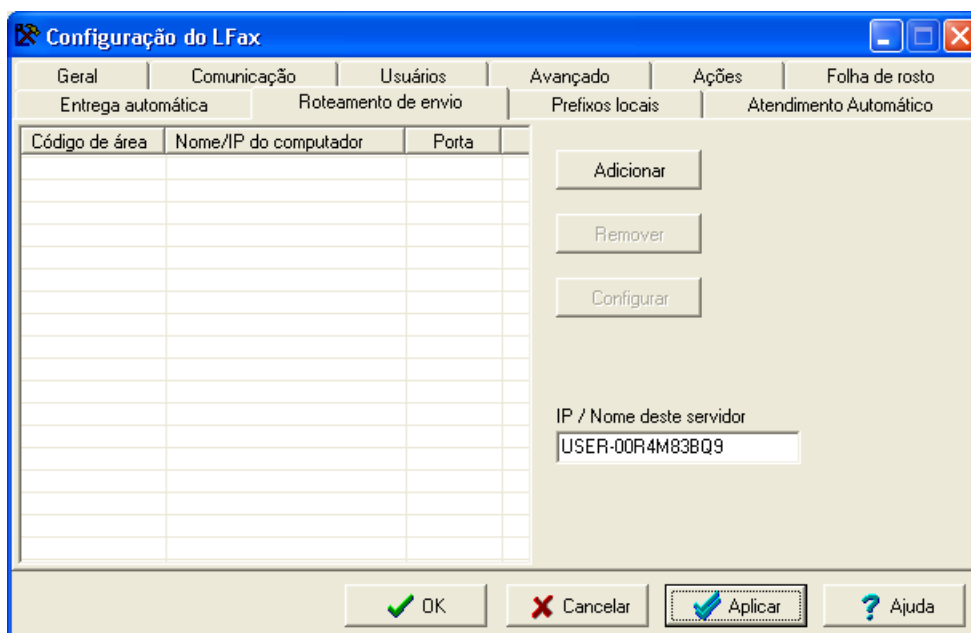 Configuração do LFax
Geral Comunicação Usuários Avançado Ações Folha de rosto
Entrega automática Roteamento de envio Prefixos locais Atendimento Automático
Código de área Nome/IP do computador Porta
Adicionar
Remover
Configurar
IP / Nome deste servidor
USER-00R4M83BQ9
OK Cancelar Aplicar ? Ajuda